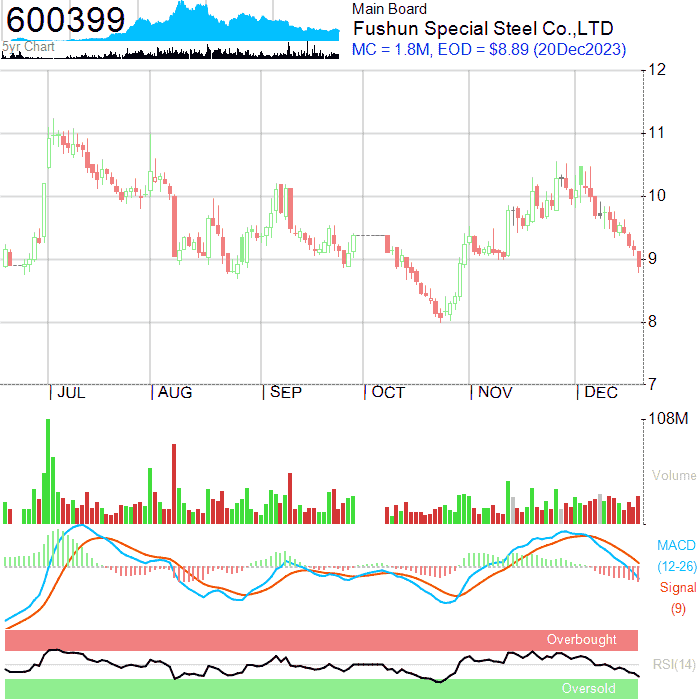 600399
5yr Chart
Main Board
Fushun Special Steel Co.,LTD
MC = 1.8M, EOD = $8.89 (20Dec2023)
12
11
10
9
8
7
JUL AUG SEP OCT NOV DEC
108M
Volume
MACD
(12-26)
Signal
(9)
Overbought
RSI(14)
Oversold